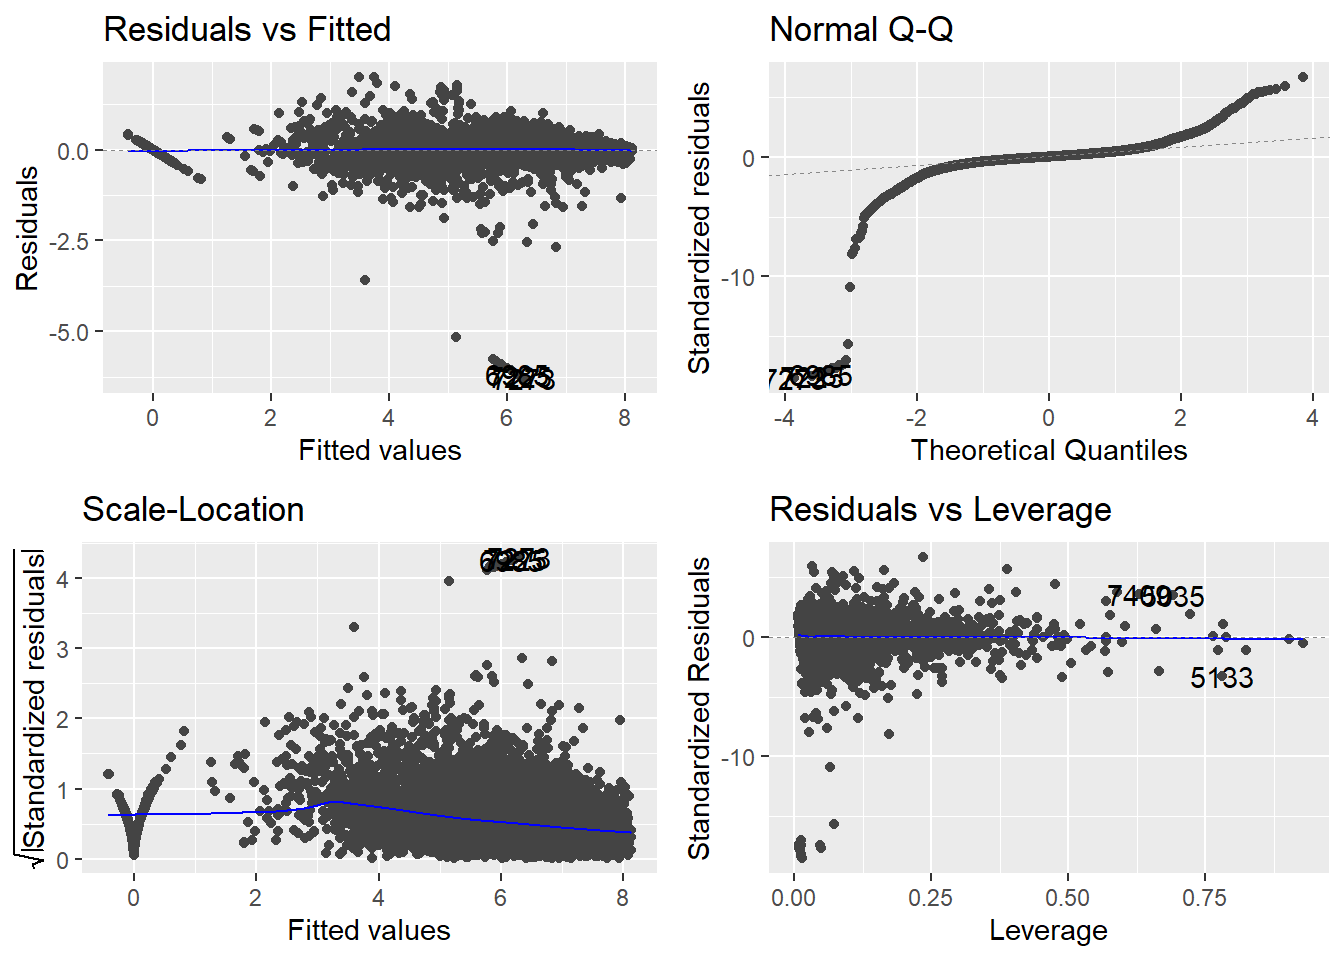 Residuals vs Fitted
Residuals
0.0
-2.5
-5.0
6985
0
2
4
6
8
Fitted values
Normal Q-Q
Standardized residuals
0
-10
6985
-4
-2
0
2
4
Theoretical Quantiles
Scale-Location
√|Standardized residuals|
4
3
2
1
0
0
2
4
6
8
Fitted values
Residuals vs Leverage
Standardized Residuals
0
-10
5133
0.00
0.25
0.50
0.75
Leverage